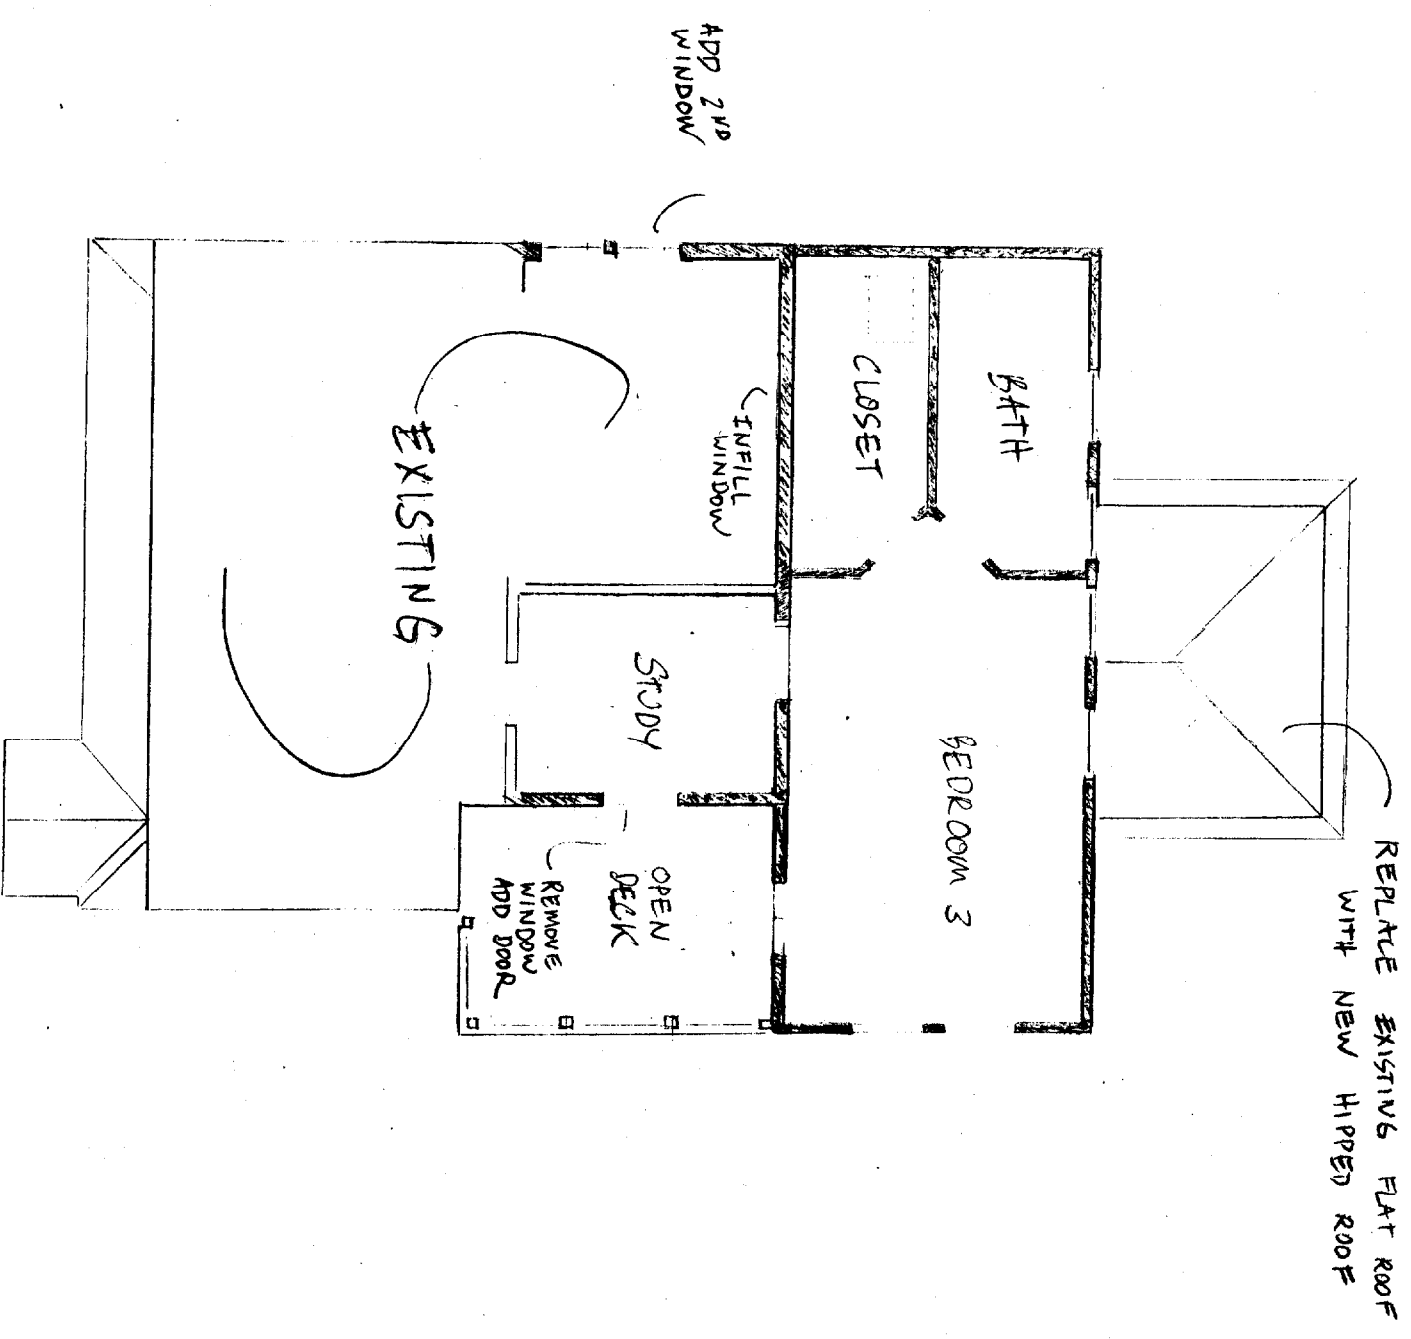 REPLALE EXISTING FLAT ROOF
WITH NEW HIPPED ROOF
BATH
BEDROOM 3
CLOSET
INFILL
WINDOW
ADD 2ND
WINDOW
STUDY
OPEN
DECK
REMOVE
WINDOW
ADD DOOR
EXISTING